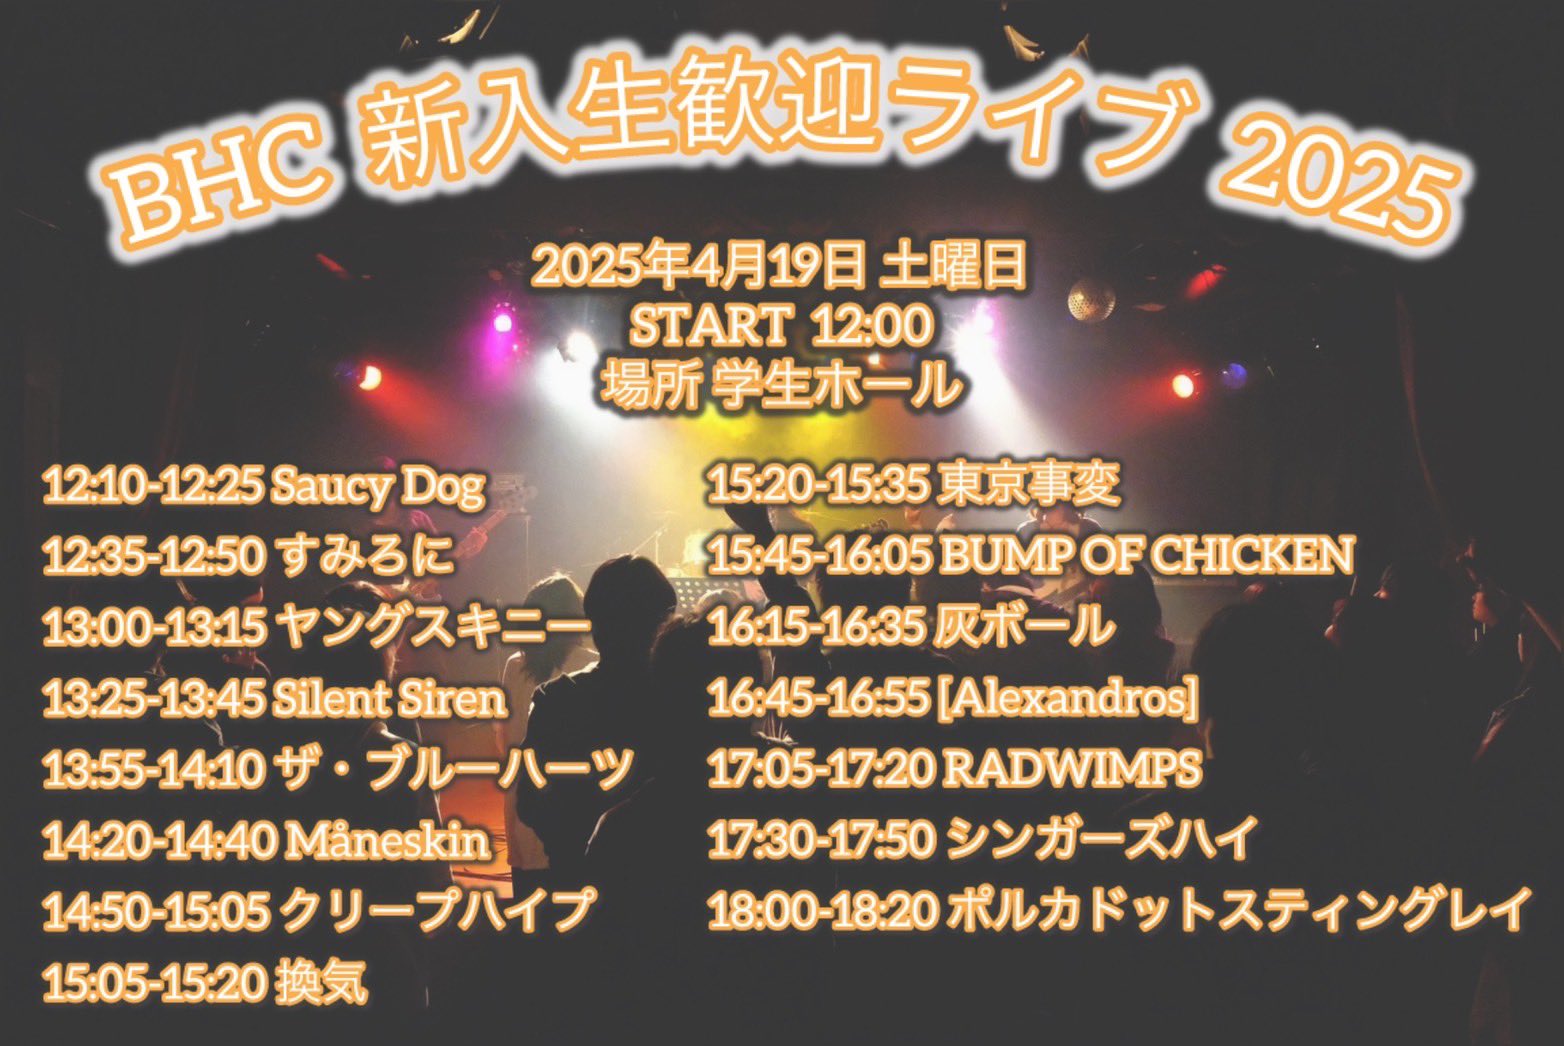 BHC 新入生歓迎ライブ 2025
2025年4月19日 土曜日
START 12:00
場所 学生ホール
12:10-12:25 Saucy Dog
12:35-12:50 すみろに
13:00-13:15 ヤングスキニー
13:25-13:45 Silent Siren
13:55-14:10 ザ・ブルーハーツ
14:20-14:40 Måneskin
14:50-15:05 クリープハイプ
15:05-15:20 換気
15:20-15:35 東京事変
15:45-16:05 BUMP OF CHICKEN
16:15-16:35 灰ボール
16:45-16:55 [Alexandros]
17:05-17:20 RADWIMPS
17:30-17:50 シンガーズハイ
18:00-18:20 ポルカドットスティングレイ